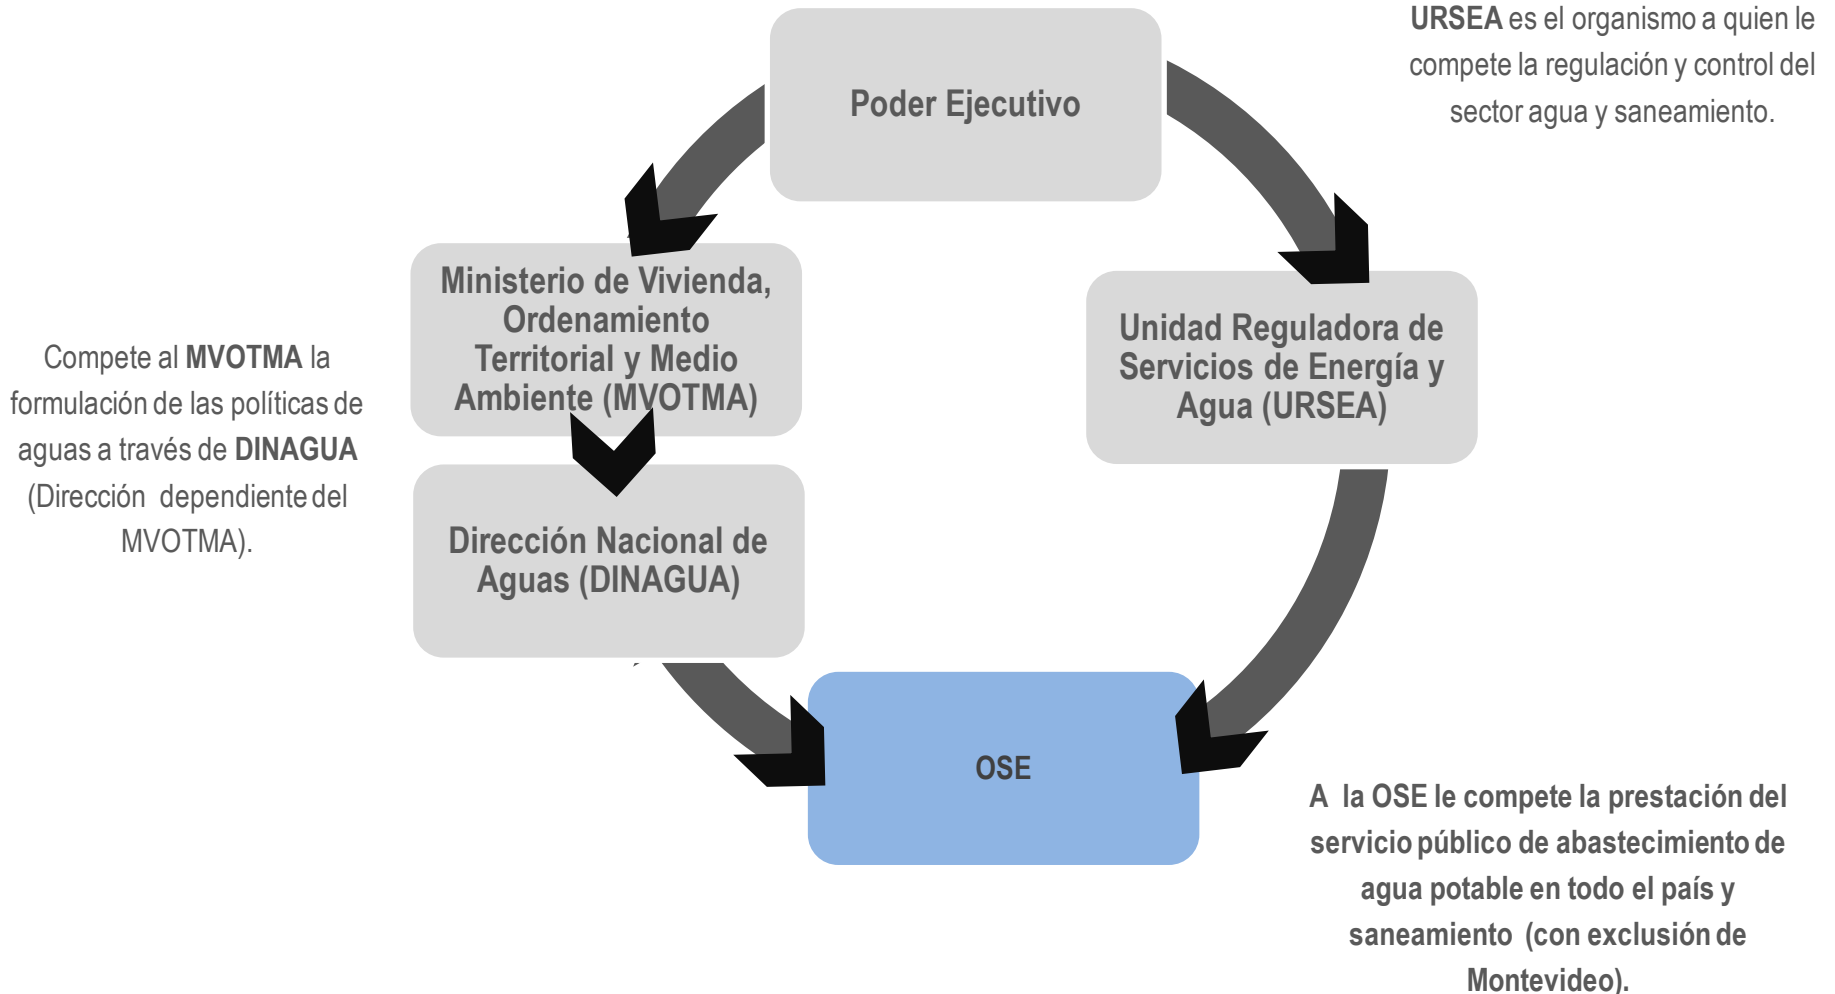 URSEA es el organismo a quien le
compete la regulación y control del
sector agua y saneamiento.
Poder Ejecutivo
Ministerio de Vivienda,
Ordenamiento
Territorial y Medio
Ambiente (MVOTMA)
Unidad Reguladora de
Servicios de Energía y
Agua (URSEA)
Compete al MVOTMA la
formulación de las políticas de
aguas a través de DINAGUA
(Dirección dependiente del
MVOTMA).
Dirección Nacional de
Aguas (DINAGUA)
OSE
A la OSE le compete la prestación del
servicio público de abastecimiento de
agua potable en todo el país y
saneamiento (con exclusión de
Montevideo).